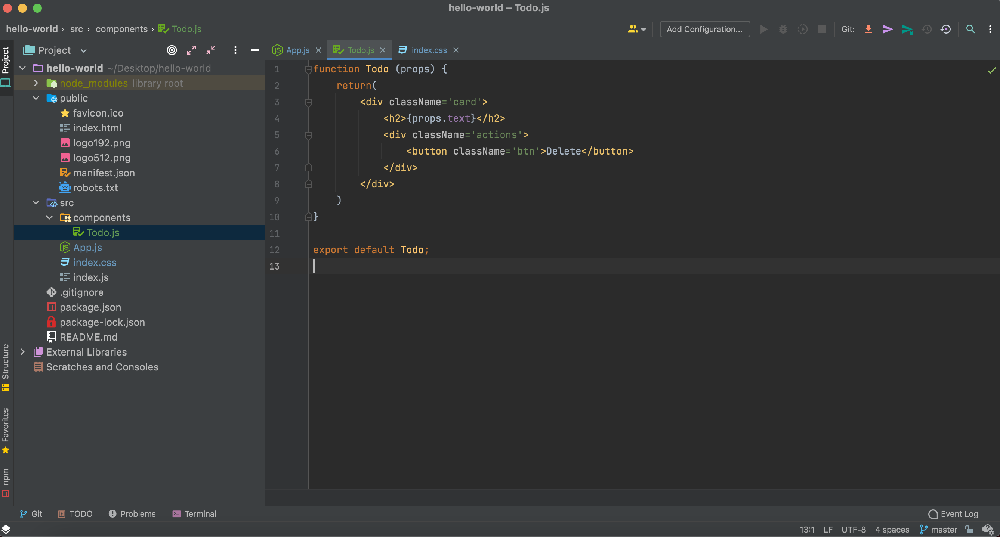 hello-world – Todo.js
hello-world › src › components › Todo.js
Add Configuration...
Git:
Project
Project
App.js
Todo.js
index.css
hello-world ~/Desktop/hello-world
node_modules library root
public
favicon.ico
index.html
logo192.png
logo512.png
manifest.json
robots.txt
src
components
Todo.js
App.js
index.css
index.js
.gitignore
package.json
package-lock.json
README.md
External Libraries
Scratches and Consoles
Structure
Favorites
npm
1 function Todo (props) {
2 return(
3 <div className='card'>
4 <h2>{props.text}</h2>
5 <div className='actions'>
6 <button className='btn'>Delete</button>
7 </div>
8 </div>
9 )
10 }
11
12 export default Todo;
13
Git
TODO
Problems
Terminal
Event Log
13:1 LF UTF-8 4 spaces master